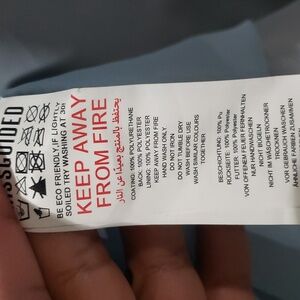 MISSGUIDED
BE ECO FRIENDLY, IF LIGHTLY
SOILED TRY WASHING AT 30!
KEEP AWAY
FROM FIRE
يحتفظ بالمنتج بعيداً عن النار
COATING: 100% POLYURETHANE
BACK: 100% POLYESTER
LINING: 100% POLYESTER
KEEP AWAY FROM FIRE
HAND WASH ONLY
DO NOT IRON
DO NOT TUMBLE DRY
WASH BEFORE USE
WASH SIMILAR COLOURS
TOGETHER
BESCHICHTUNG: 100% PU
RÜCKSEITE: 100% Polyester
FUTTER: 100% Polyester
VON OFFENEM FEUER FERNHALTEN
NUR HANDWÄSCHEN
NICHT BÜGELN
NICHT IM WÄSCHETROCKNER
TROCKNEN
VOR GEBRAUCH WASCHEN
ÄHNLICHE FARBEN ZUSAMMEN